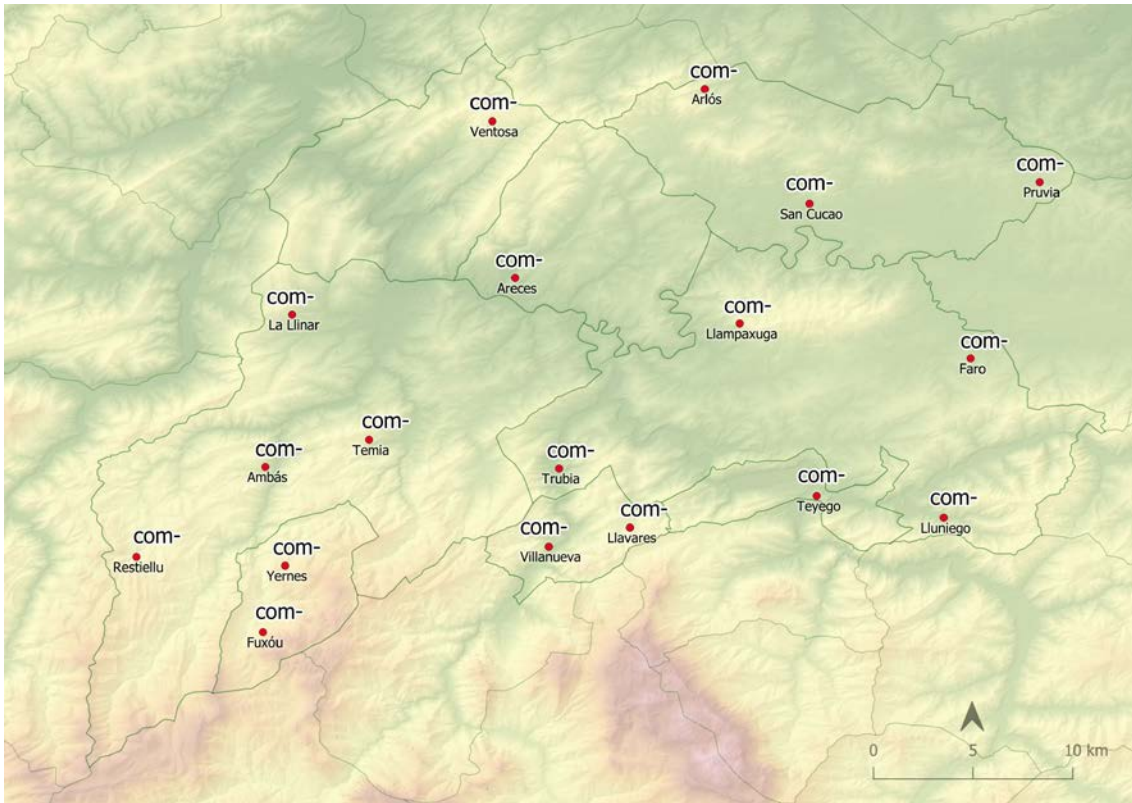 com-
Arlós
com-
Ventosa
com-
Pruvia
com-
San Cucao
com-
Areces
com-
La Llinar
com-
Llampaxuga
com-
Faro
com-
Temia
com-
Ambás
com-
Trubia
com-
Teyego
com-
Lluniego
com-
Llavares
com-
Villanueva
com-
Restiellu
com-
Yernes
com-
Fuxóu
0 5 10 km